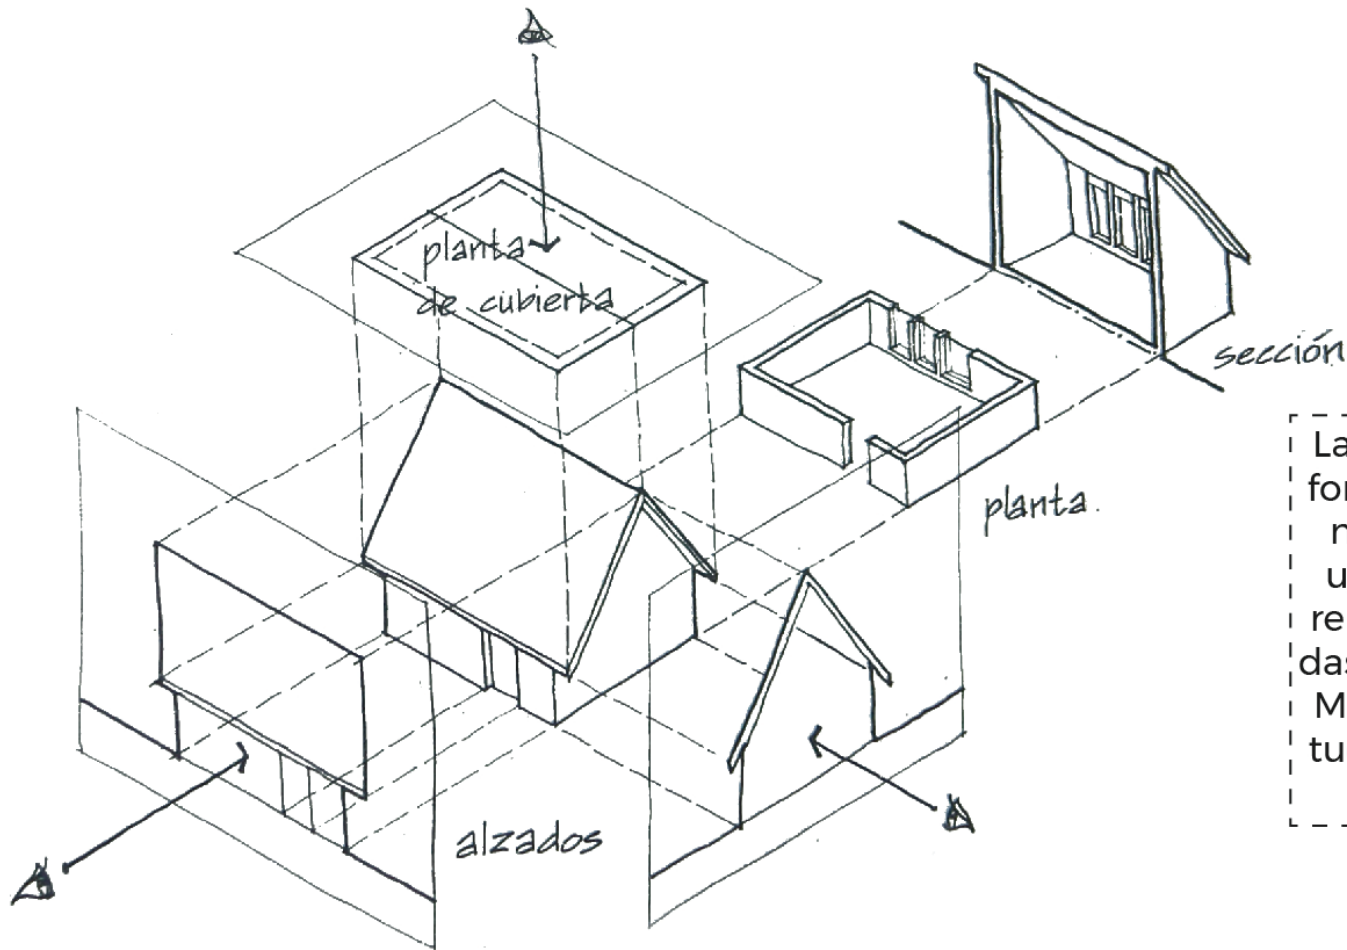 planta
de cubierta
sección
planta.
alzados
La
for
n
u
re
das
M
tu